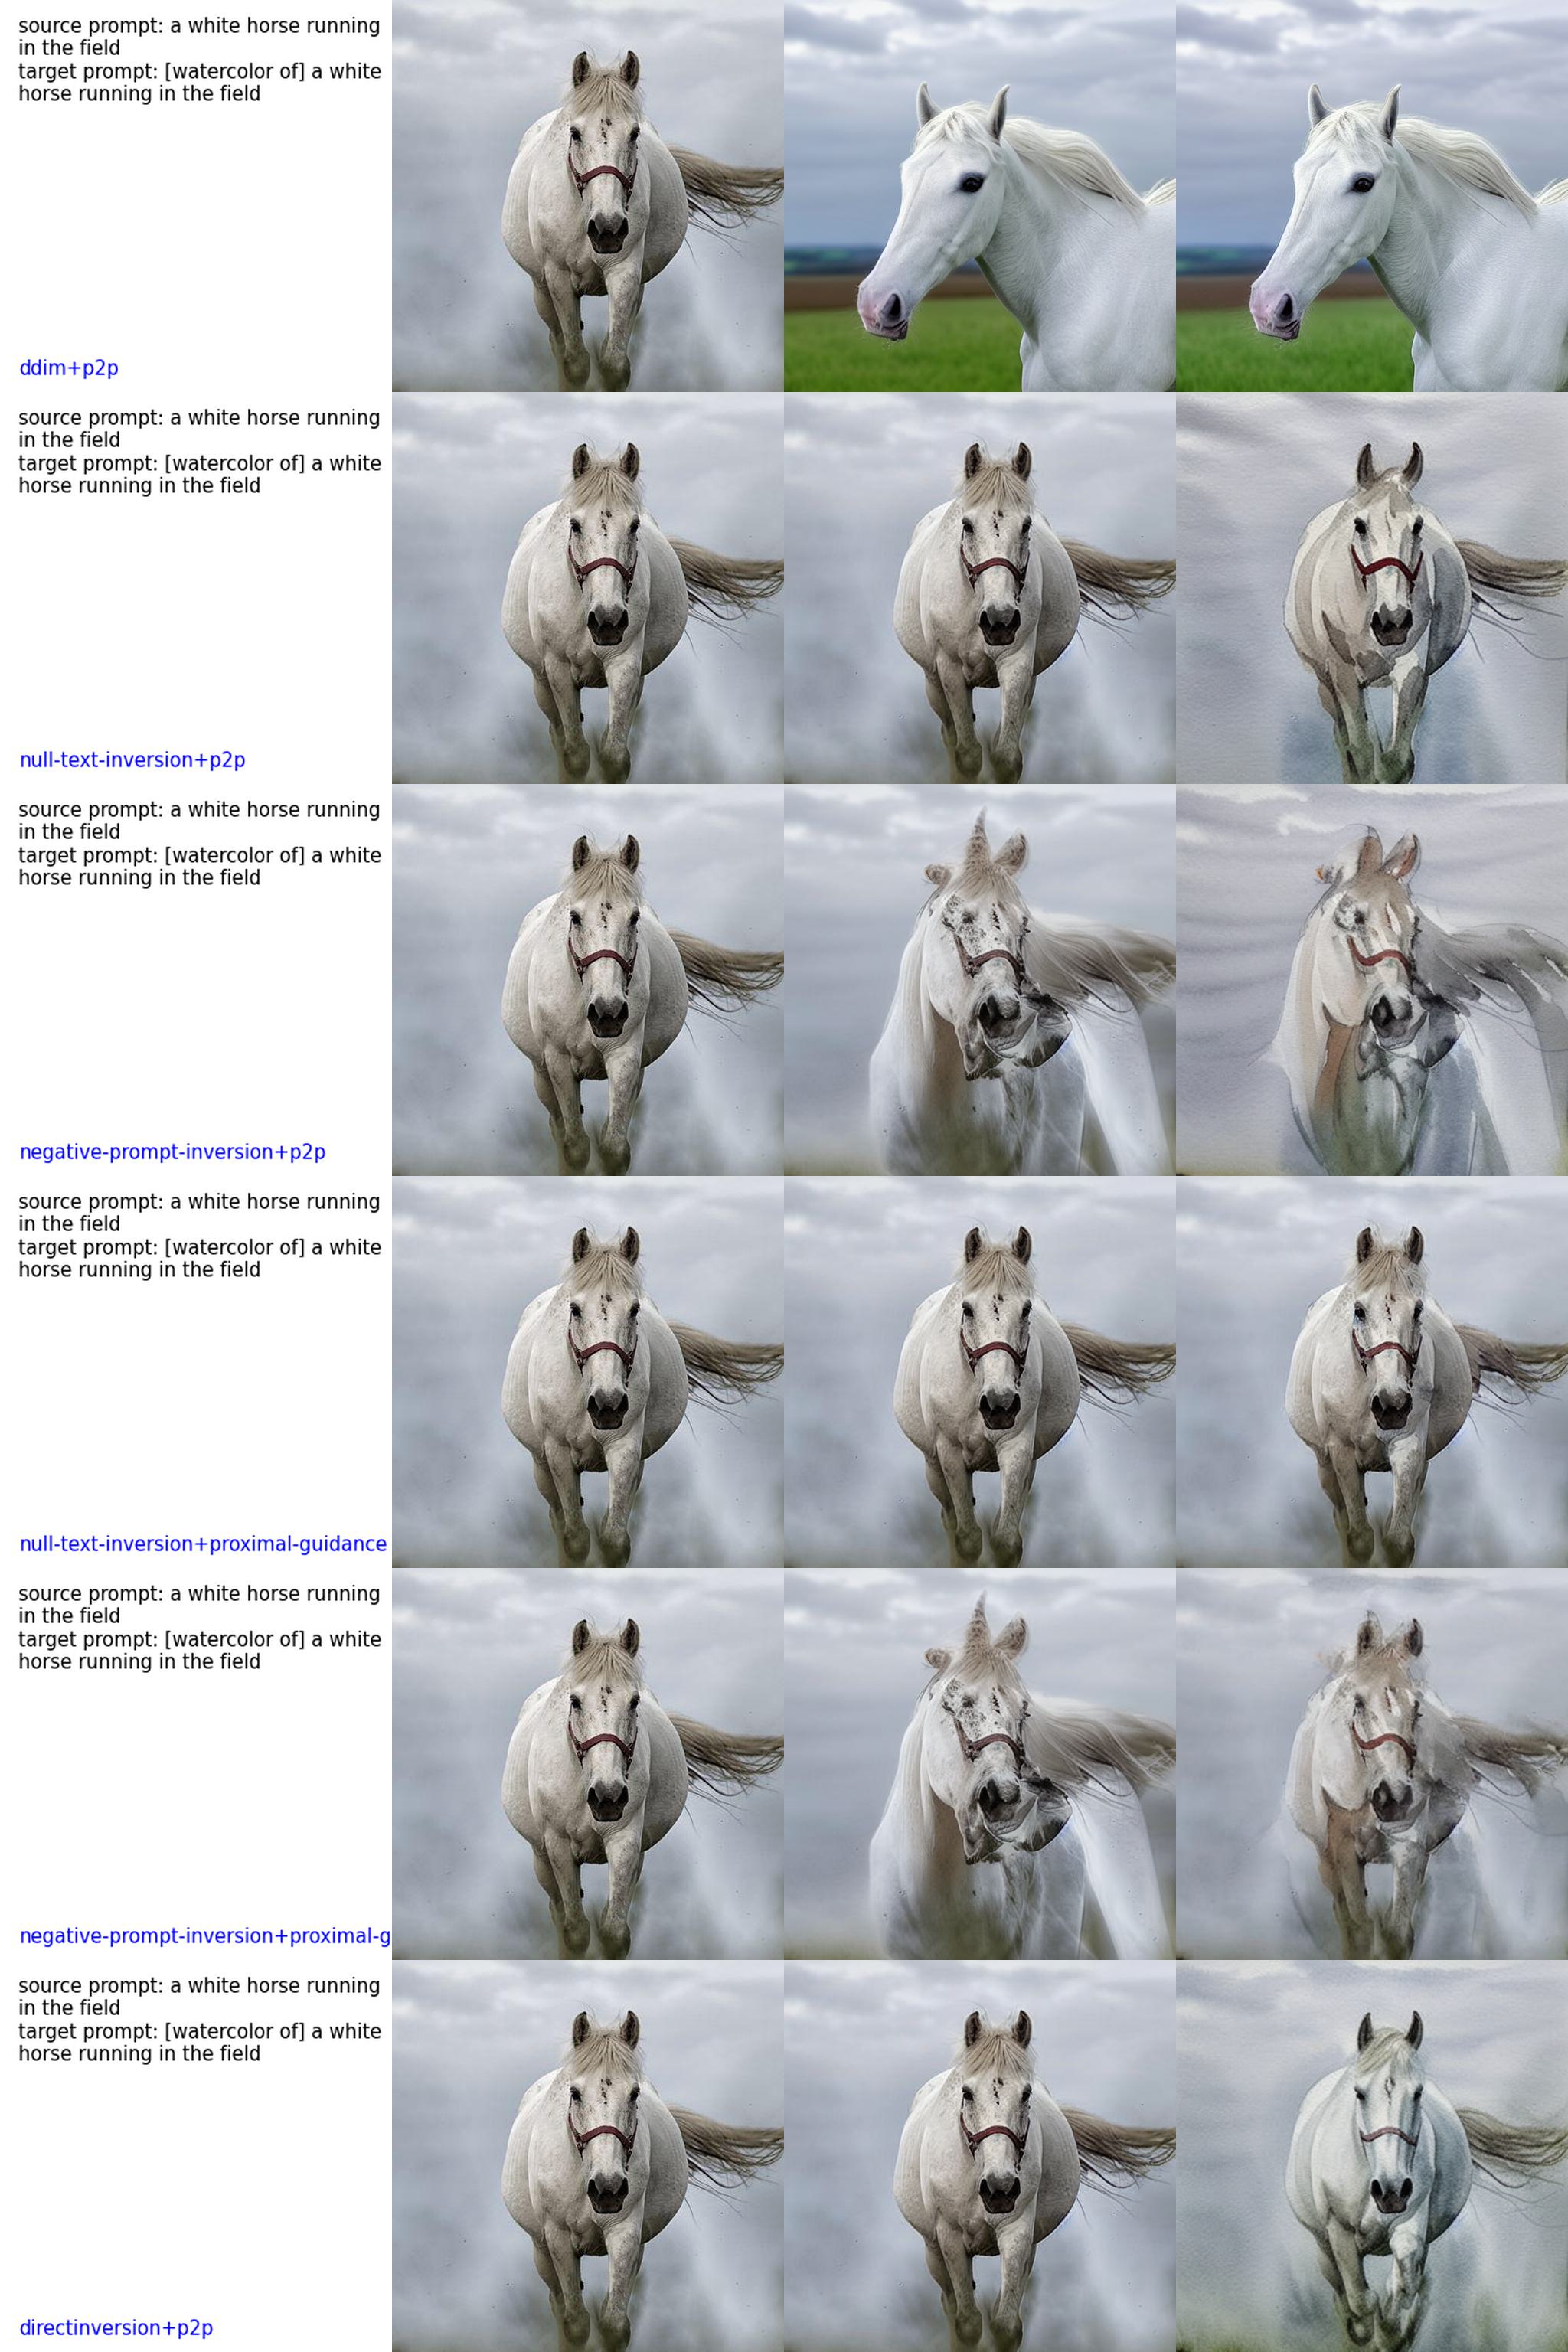 source prompt: a white horse running
in the field
target prompt: [watercolor of] a white
horse running in the field
ddim+p2p
source prompt: a white horse running
in the field
target prompt: [watercolor of] a white
horse running in the field
null-text-inversion+p2p
source prompt: a white horse running
in the field
target prompt: [watercolor of] a white
horse running in the field
negative-prompt-inversion+p2p
source prompt: a white horse running
in the field
target prompt: [watercolor of] a white
horse running in the field
null-text-inversion+proximal-guidance
source prompt: a white horse running
in the field
target prompt: [watercolor of] a white
horse running in the field
negative-prompt-inversion+proximal-g
source prompt: a white horse running
in the field
target prompt: [watercolor of] a white
horse running in the field
directinversion+p2p